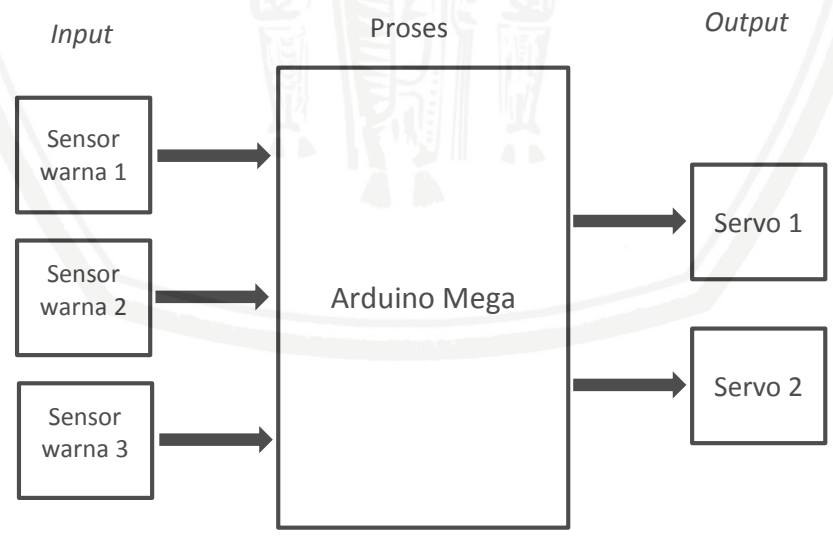 Input
Proses
Output
Sensor
warna 1
Sensor
warna 2
Sensor
warna 3
Arduino Mega
Servo 1
Servo 2